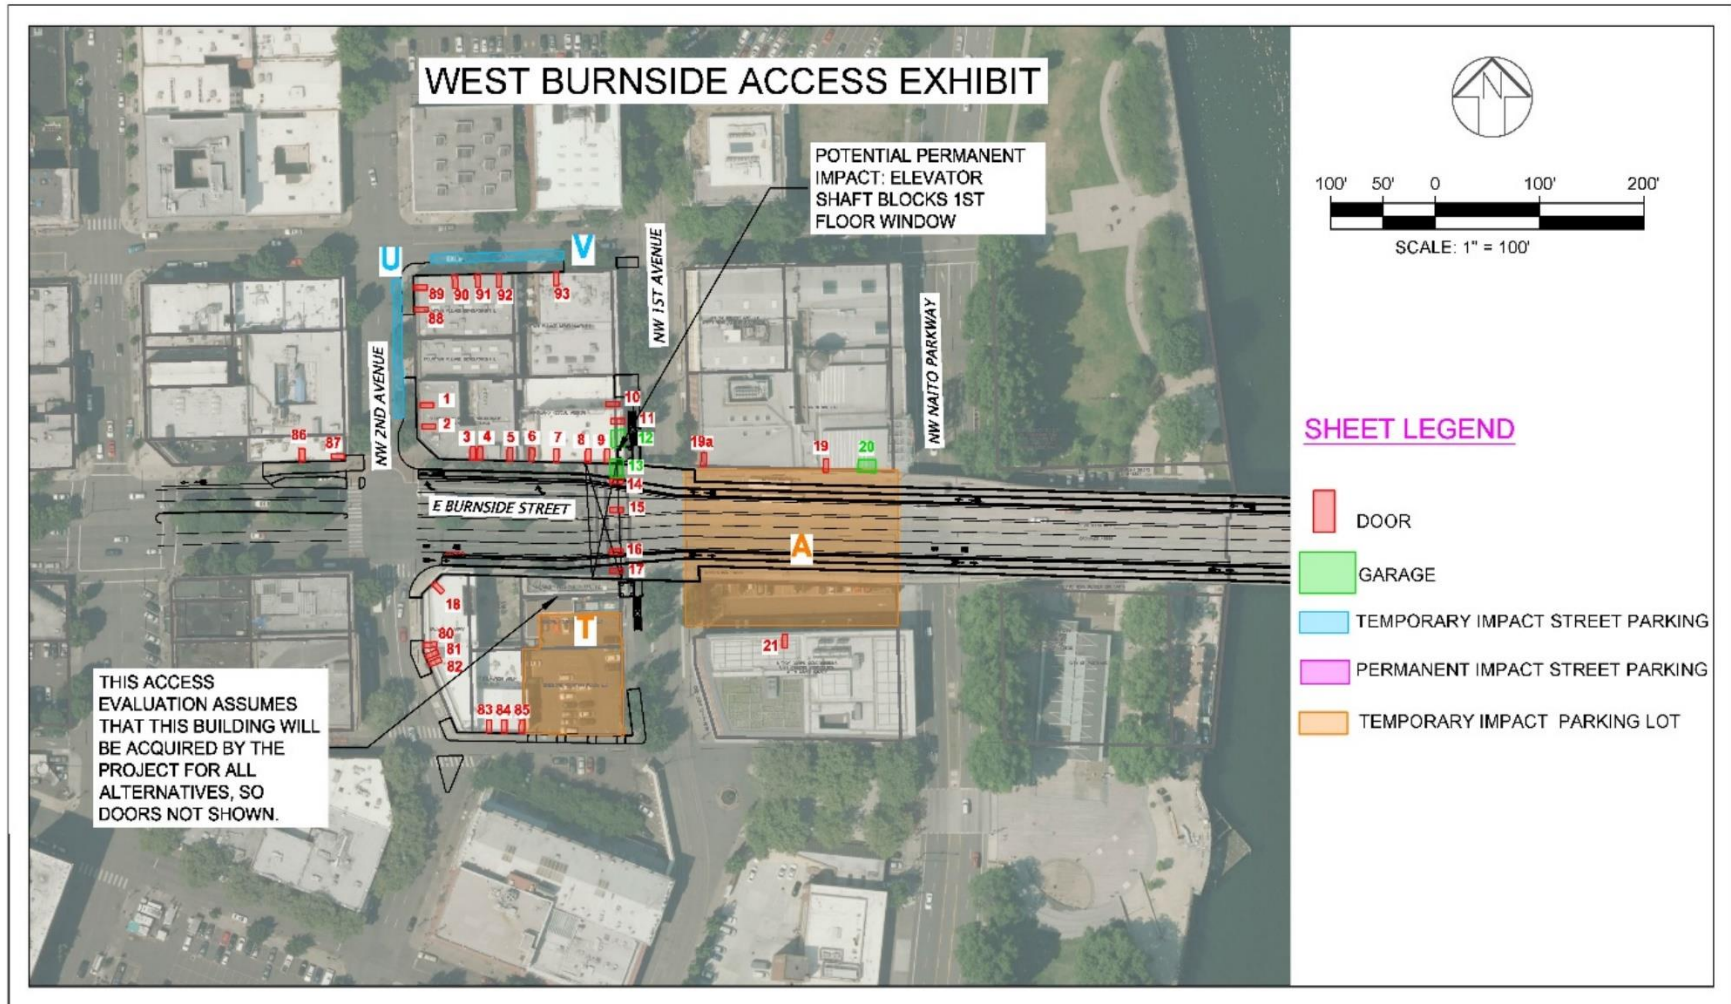 WEST BURNSIDE ACCESS EXHIBIT
POTENTIAL PERMANENT
IMPACT: ELEVATOR
SHAFT BLOCKS 1ST
FLOOR WINDOW
N
100'
50'
0
100'
200'
SCALE: 1" = 100'
U
V
NW 1ST AVENUE
NW NAITO PARKWAY
NW 2ND AVENUE
89
90
91
92
93
88
1
2
86
87
3
4
5
6
7
8
9
10
11
12
13
14
15
16
17
19a
19
20
E BURNSIDE STREET
A
18
T
80
81
82
21
83
84
85
THIS ACCESS
EVALUATION ASSUMES
THAT THIS BUILDING WILL
BE ACQUIRED BY THE
PROJECT FOR ALL
ALTERNATIVES, SO
DOORS NOT SHOWN.
SHEET LEGEND
DOOR
GARAGE
TEMPORARY IMPACT STREET PARKING
PERMANENT IMPACT STREET PARKING
TEMPORARY IMPACT PARKING LOT